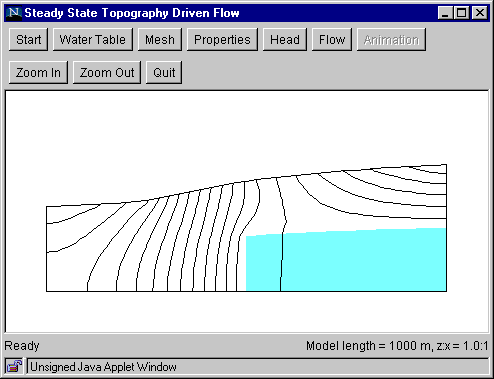 Steady State Topography Driven Flow
Start Water Table Mesh Properties Head Flow Animation
Zoom In Zoom Out Quit
Ready Model length = 1000 m, z:x = 1.0:1
Unsigned Java Applet Window